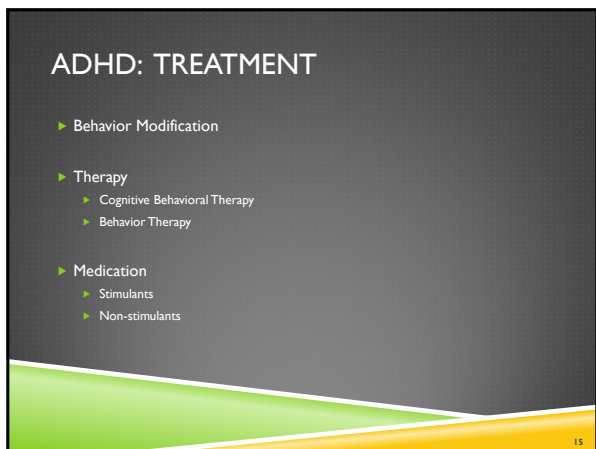 ADHD: TREATMENT
Behavior Modification
Therapy
Cognitive Behavioral Therapy
Behavior Therapy
Medication
Stimulants
Non-stimulants
15